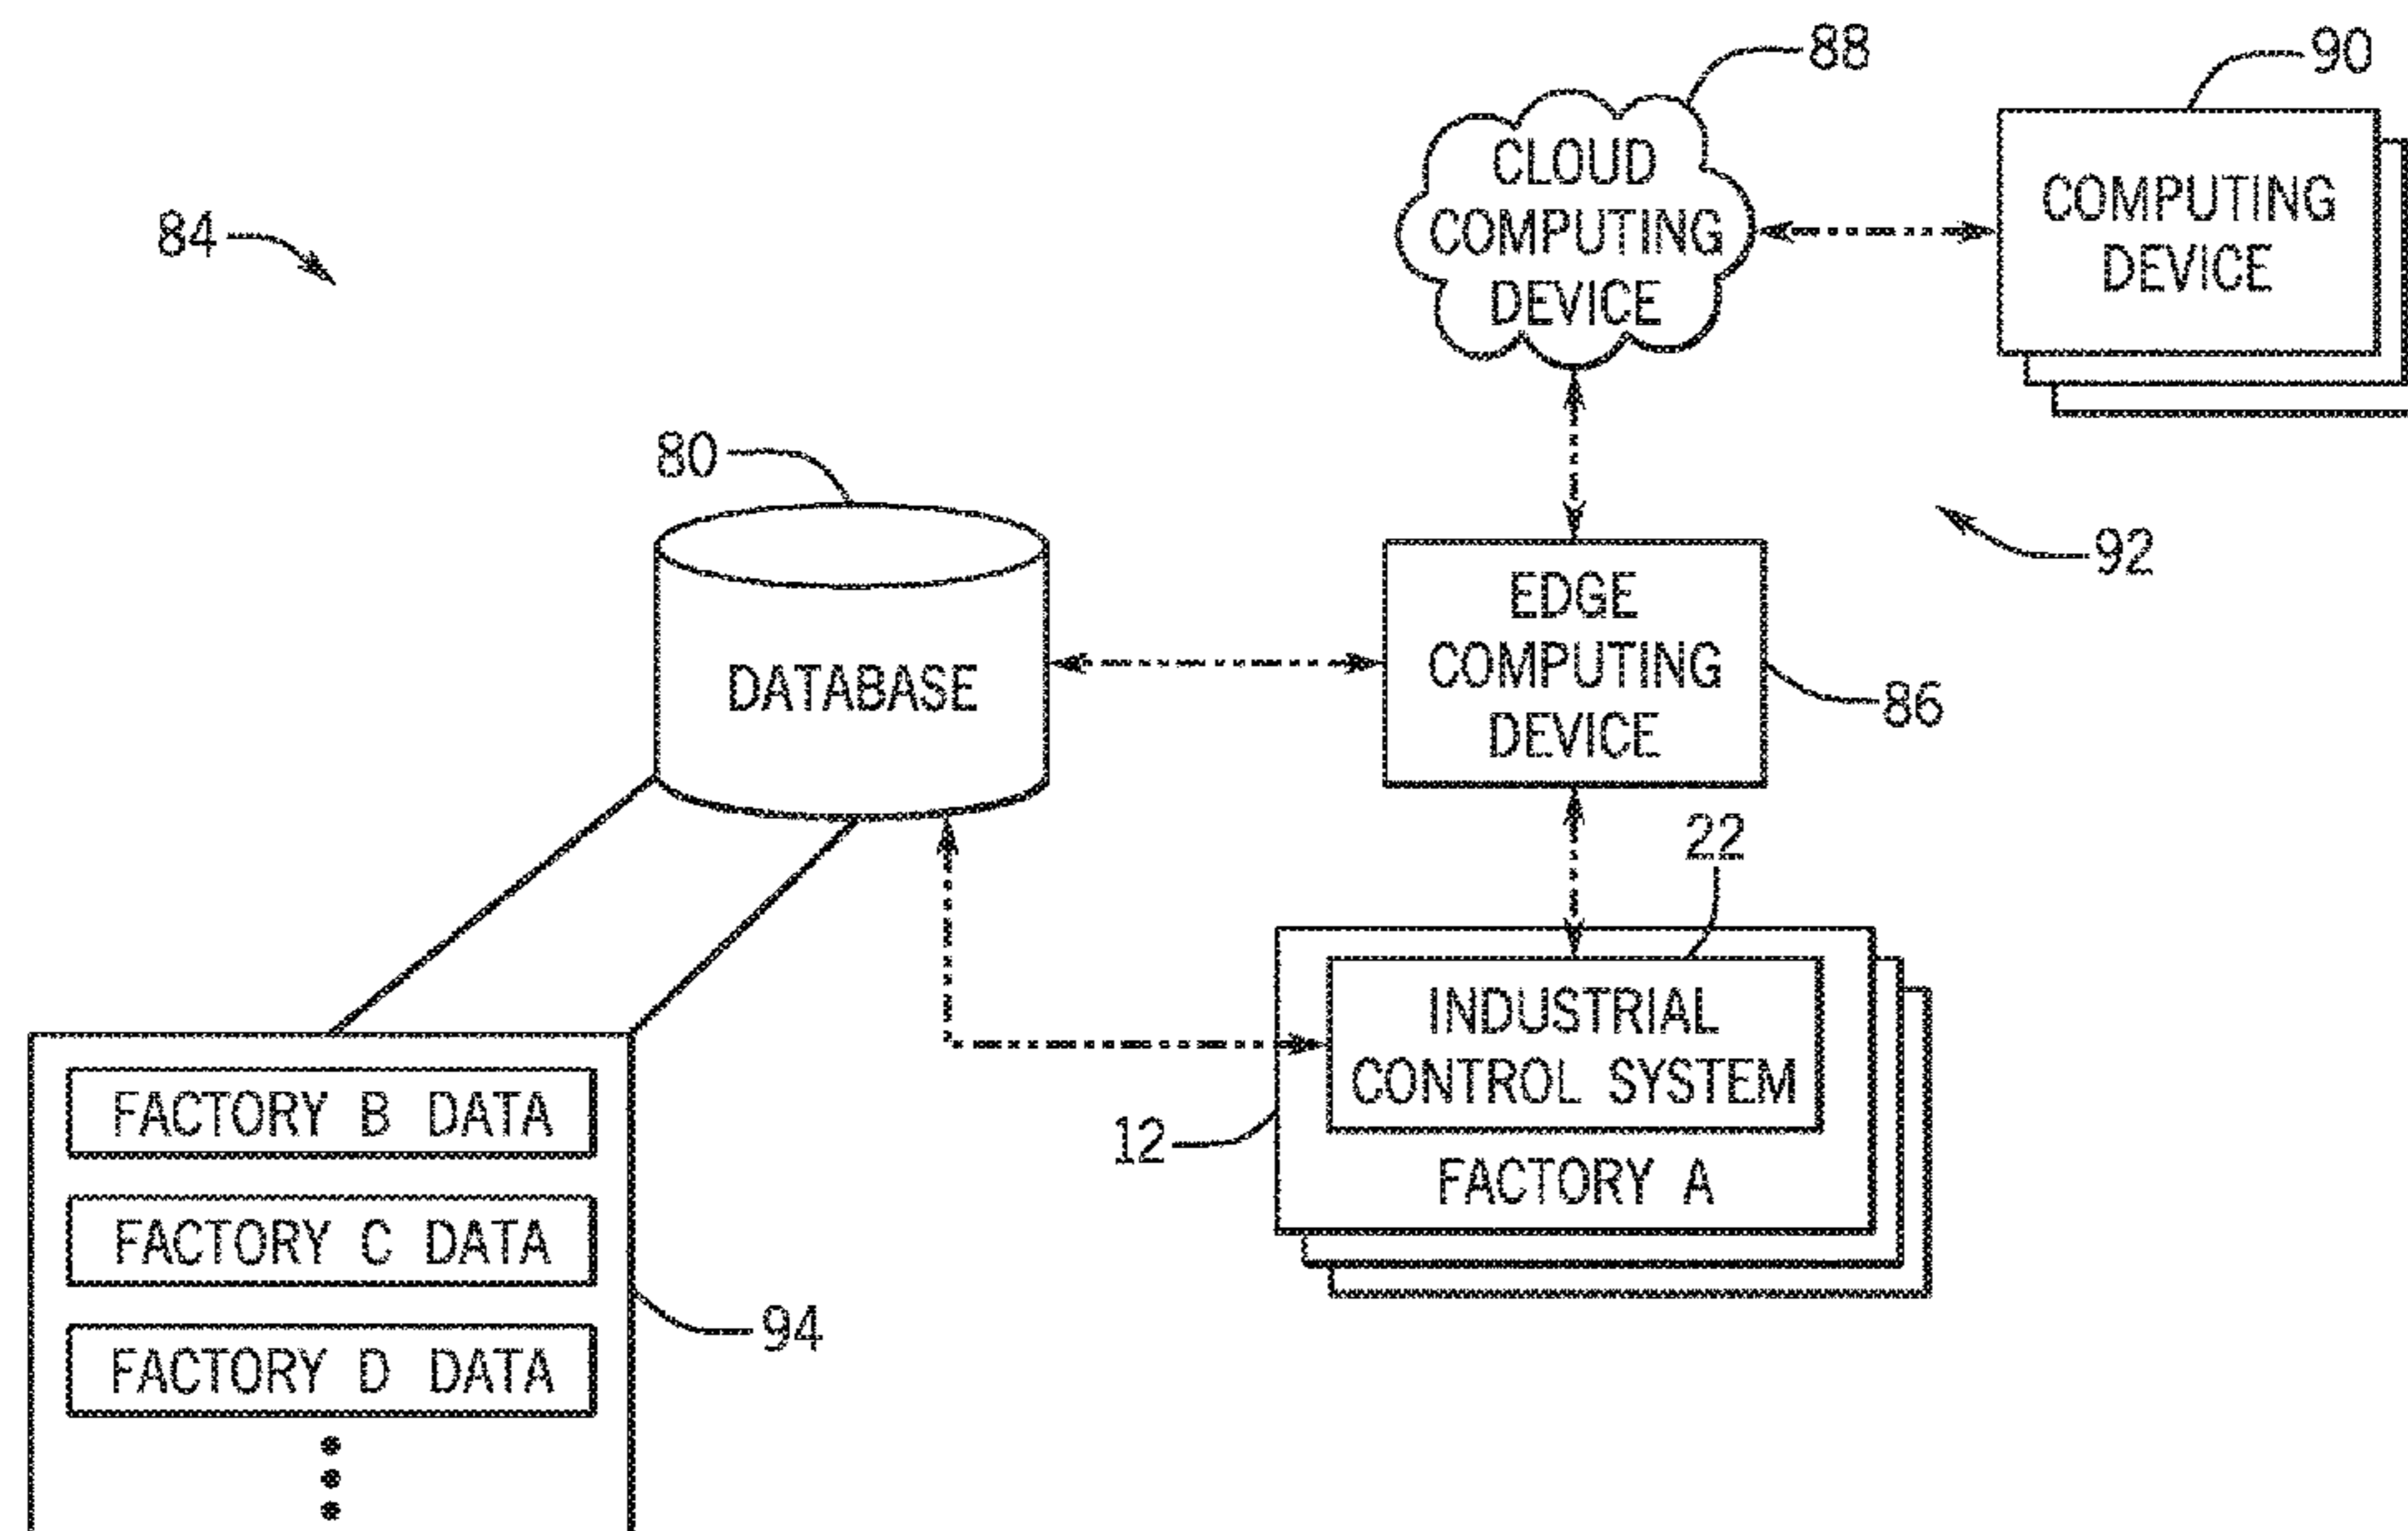 88
90
CLOUD
COMPUTING
DEVICE
COMPUTING
DEVICE
84
80
92
EDGE
COMPUTING
DEVICE
DATABASE
86
22
INDUSTRIAL
CONTROL SYSTEM
12
FACTORY A
FACTORY B DATA
FACTORY C DATA
94
FACTORY D DATA